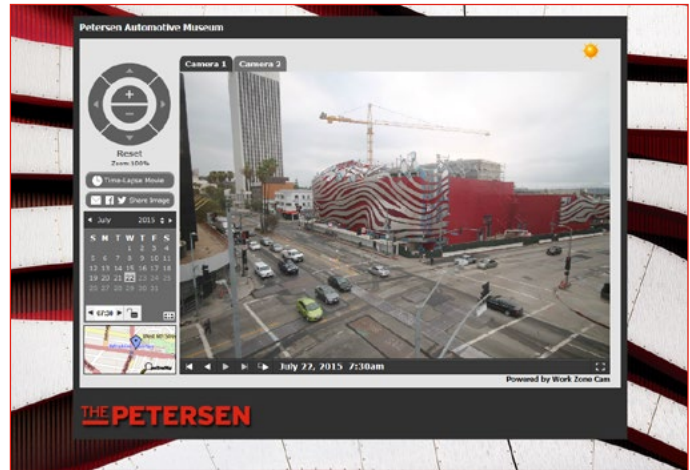 Petersen Automotive Museum
Camera 1 Camera 2
Reset
Zoom 100%
Time-Lapse Movie
Share Image
July 2015
S M T W T F S
1 2 3 4
5 6 7 8 9 10 11
12 13 14 15 16 17 18
19 20 21 22 23 24 25
26 27 28 29 30 31
07:30
July 22, 2015 7:30am
Powered by Work Zone Cam
THE PETERSEN